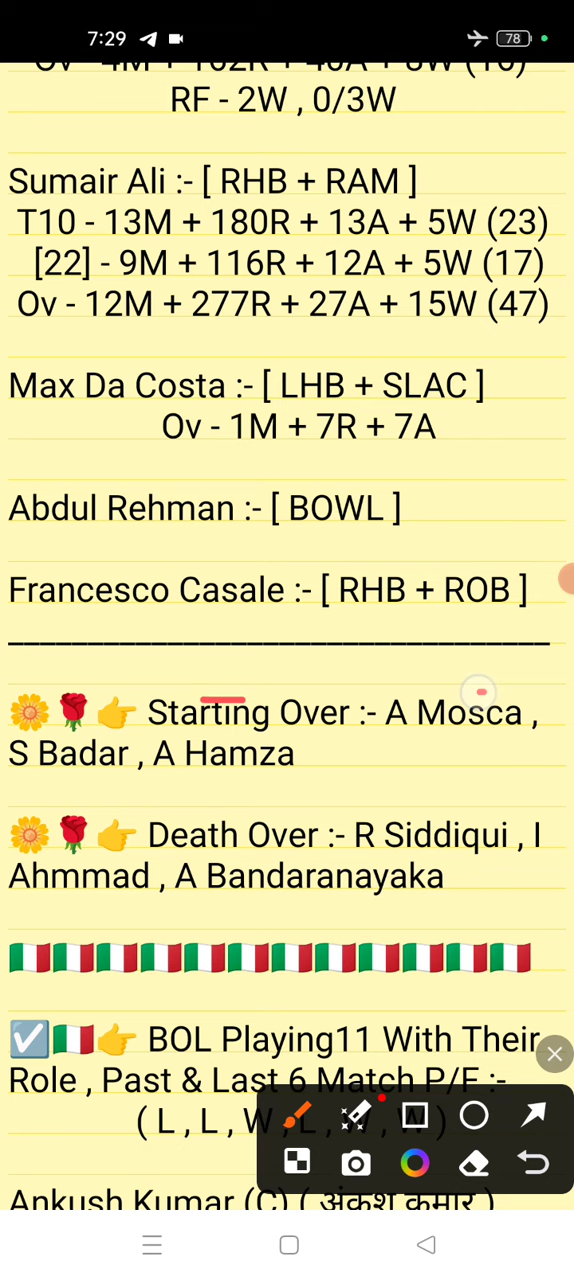 7:29
78
RF - 2W , 0/3W
Sumair Ali :- [ RHB + RAM ]
T10 - 13M + 180R + 13A + 5W (23)
[22] - 9M + 116R + 12A + 5W (17)
Ov - 12M + 277R + 27A + 15W (47)
Max Da Costa :- [ LHB + SLAC ]
Ov - 1M + 7R + 7A
Abdul Rehman :- [ BOWL ]
Francesco Casale :- [ RHB + ROB ]
🌼🌹👉 Starting Over :- A Mosca ,
S Badar , A Hamza
🌼🌹👉 Death Over :- R Siddiqui , I
Ahmmad , A Bandaranayaka
🇮🇹🇮🇹🇮🇹🇮🇹🇮🇹🇮🇹🇮🇹🇮🇹🇮🇹🇮🇹🇮🇹🇮🇹
☑️🇮🇹👉 BOL Playing11 With Their
Role , Past & Last 6 Match P/F :-
( L , L , W , L , W , W )
Ankush Kumar (C) ( अंकुश कुमार )